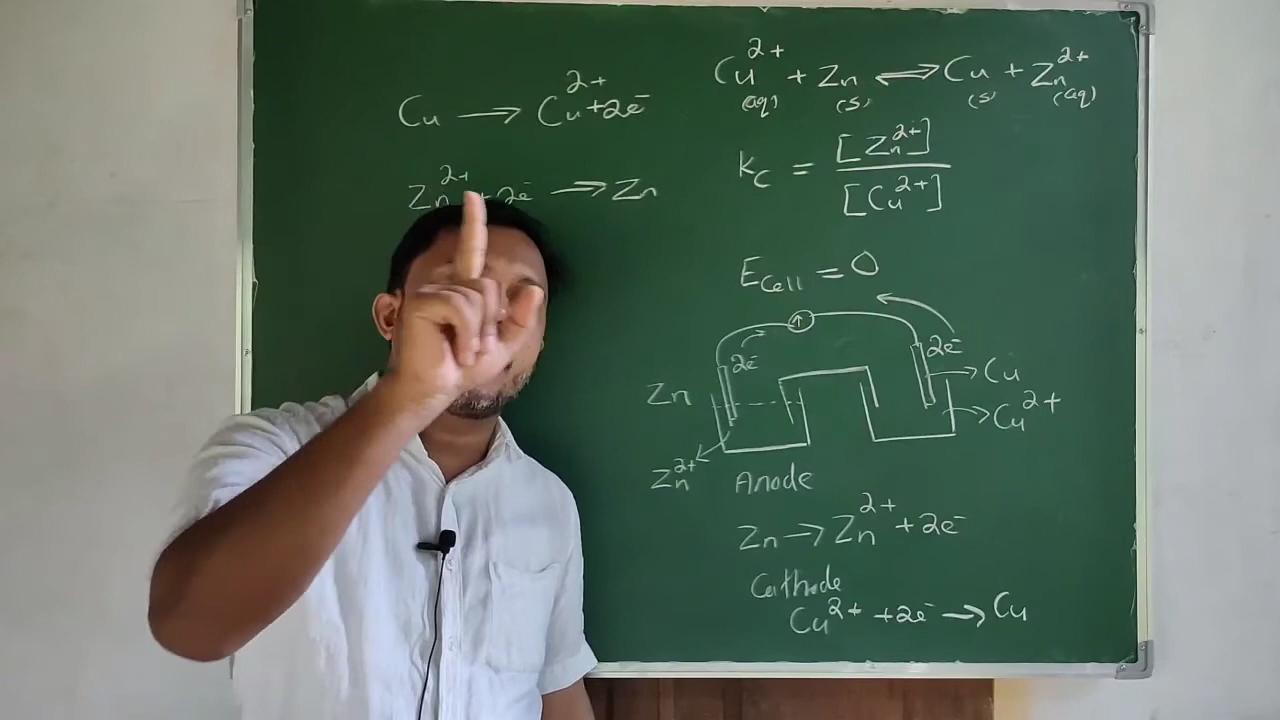 Cu → Cu²⁺ + 2e⁻
Zn²⁺ + 2e⁻ → Zn
Cu²⁺(aq) + Zn(s) ⇌ Cu(s) + Zn²⁺(aq)
Kc = [Zn²⁺] / [Cu²⁺]
ECell = 0
2e⁻
2e⁻
Zn
Cu
Cu²⁺
Zn²⁺
Anode
Zn → Zn²⁺ + 2e⁻
Cathode
Cu²⁺ + 2e⁻ → Cu